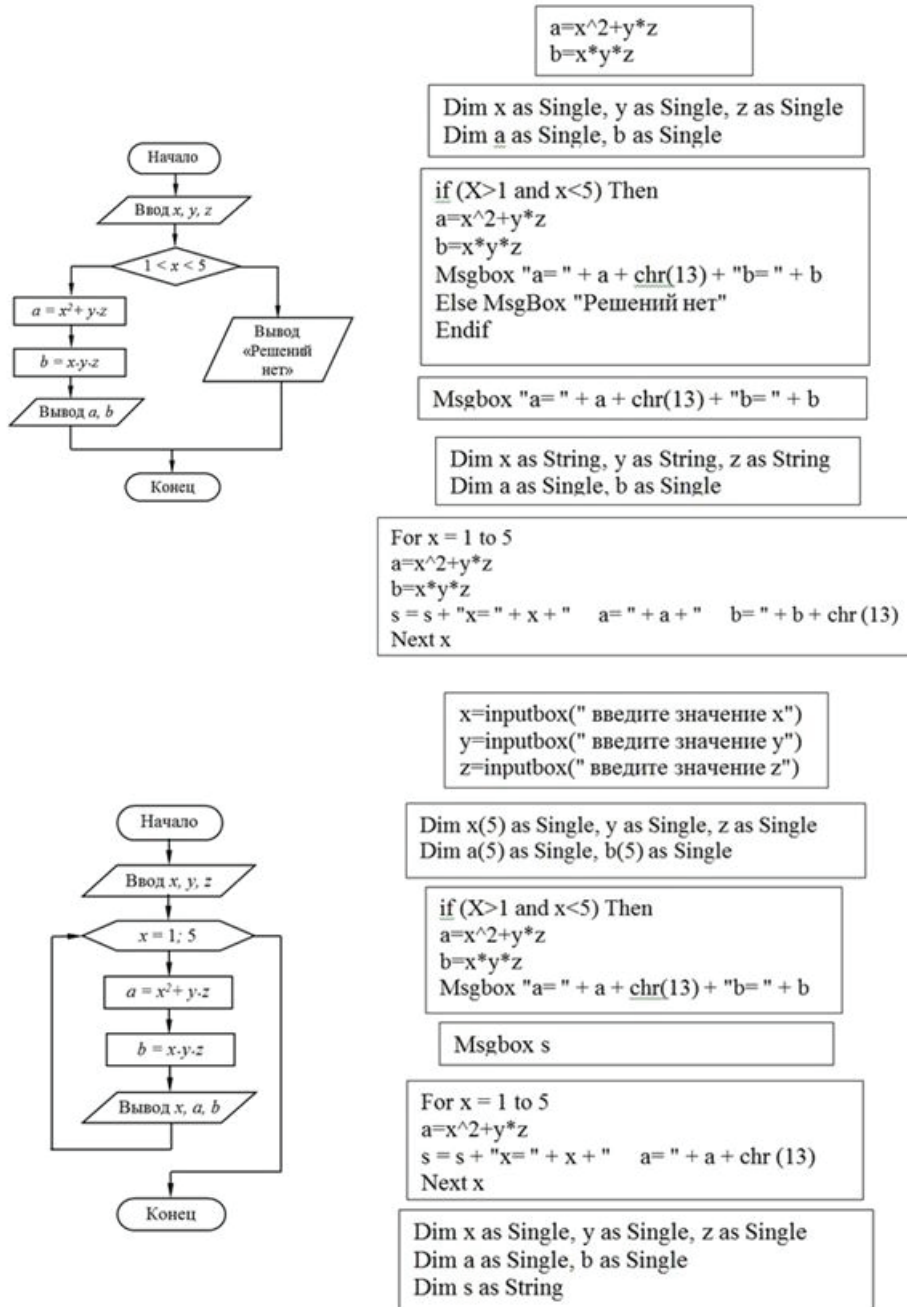 a=x^2+y*z
b=x*y*z
Dim x as Single, y as Single, z as Single
Dim a as Single, b as Single
Начало
Ввод x, y, z
1 < x < 5
a = x²+ y·z
b = x·y·z
Вывод a, b
Вывод
«Решений
нет»
Конец
if (X>1 and x<5) Then
a=x^2+y*z
b=x*y*z
Msgbox "a= " + a + chr(13) + "b= " + b
Else MsgBox "Решений нет"
Endif
Msgbox "a= " + a + chr(13) + "b= " + b
Dim x as String, y as String, z as String
Dim a as Single, b as Single
For x = 1 to 5
a=x^2+y*z
b=x*y*z
s = s + "x= " + x + "    a= " + a + "    b= " + b + chr (13)
Next x
x=inputbox(" введите значение x")
y=inputbox(" введите значение y")
z=inputbox(" введите значение z")
Начало
Ввод x, y, z
x = 1; 5
a = x²+ y·z
b = x·y·z
Вывод x, a, b
Конец
Dim x(5) as Single, y as Single, z as Single
Dim a(5) as Single, b(5) as Single
if (X>1 and x<5) Then
a=x^2+y*z
b=x*y*z
Msgbox "a= " + a + chr(13) + "b= " + b
Msgbox s
For x = 1 to 5
a=x^2+y*z
s = s + "x= " + x + "    a= " + a + chr (13)
Next x
Dim x as Single, y as Single, z as Single
Dim a as Single, b as Single
Dim s as String